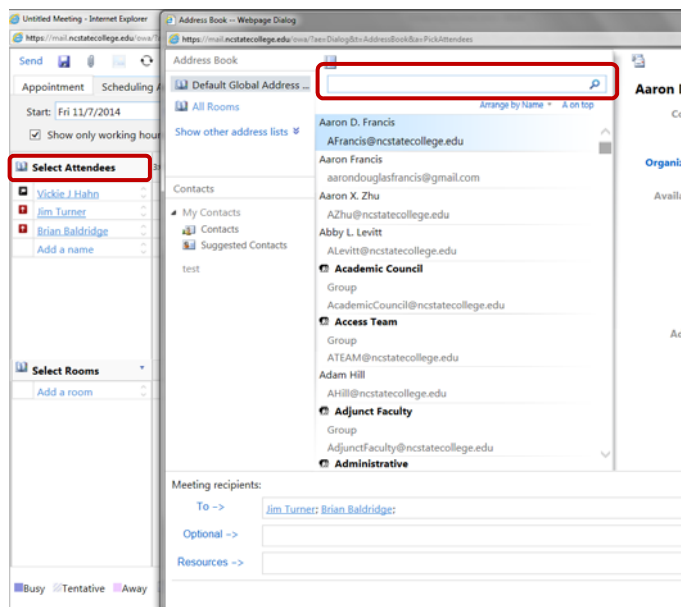 Untitled Meeting - Internet Explorer
https://mail.ncstatecollege.edu/owa/?a
Send
Appointment Scheduling A
Start: Fri 11/7/2014
Show only working hour
Select Attendees
Vickie J Hahn
Jim Turner
Brian Baldridge
Add a name
Select Rooms
Add a room
Busy Tentative Away
Address Book -- Webpage Dialog
https://mail.ncstatecollege.edu/owa/?ae=Dialog&t=AddressBook&a=PickAttendees
Address Book
Default Global Address ...
All Rooms
Show other address lists
Contacts
My Contacts
Contacts
Suggested Contacts
test
Arrange by Name A on top
Aaron D. Francis
AFrancis@ncstatecollege.edu
Aaron Francis
aarondouglasfrancis@gmail.com
Aaron X. Zhu
AZhu@ncstatecollege.edu
Abby L. Levitt
ALevitt@ncstatecollege.edu
Academic Council
Group
AcademicCouncil@ncstatecollege.edu
Access Team
Group
ATEAM@ncstatecollege.edu
Adam Hill
AHill@ncstatecollege.edu
Adjunct Faculty
Group
AdjunctFaculty@ncstatecollege.edu
Administrative
Aaron
Co
Organiz
Availa
Ad
Meeting recipients:
To -> Jim Turner; Brian Baldridge;
Optional ->
Resources ->